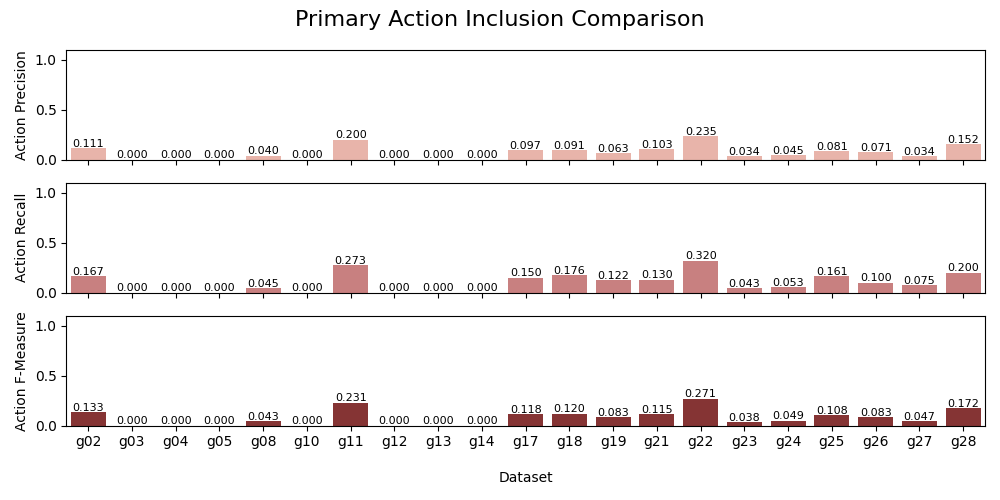 Primary Action Inclusion Comparison
Action Precision
1.0
0.5
0.0
0.111 0.000 0.000 0.000 0.040 0.000 0.200 0.000 0.000 0.000 0.097 0.091 0.063 0.103 0.235 0.034 0.045 0.081 0.071 0.034 0.152
Action Recall
1.0
0.5
0.0
0.167 0.000 0.000 0.000 0.045 0.000 0.273 0.000 0.000 0.000 0.150 0.176 0.122 0.130 0.320 0.043 0.053 0.161 0.100 0.075 0.200
Action F-Measure
1.0
0.5
0.0
0.133 0.000 0.000 0.000 0.043 0.000 0.231 0.000 0.000 0.000 0.118 0.120 0.083 0.115 0.271 0.038 0.049 0.108 0.083 0.047 0.172
g02 g03 g04 g05 g08 g10 g11 g12 g13 g14 g17 g18 g19 g21 g22 g23 g24 g25 g26 g27 g28
Dataset